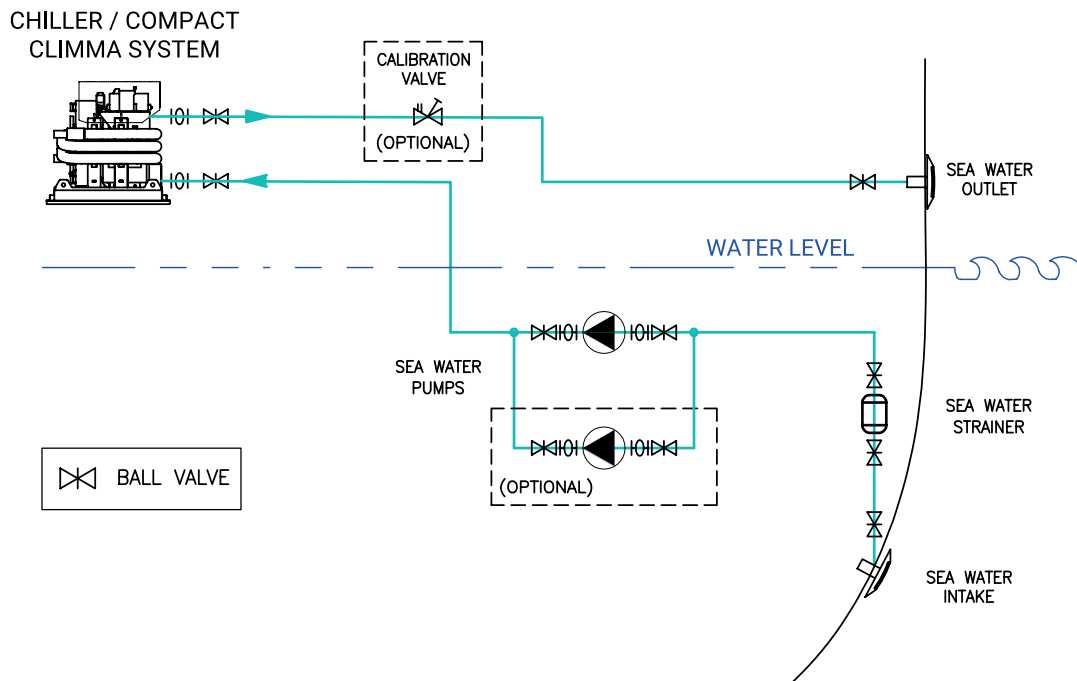 CHILLER / COMPACT
CLIMMA SYSTEM
CALIBRATION
VALVE
(OPTIONAL)
SEA WATER
OUTLET
WATER LEVEL
SEA WATER
PUMPS
(OPTIONAL)
SEA WATER
STRAINER
BALL VALVE
SEA WATER
INTAKE